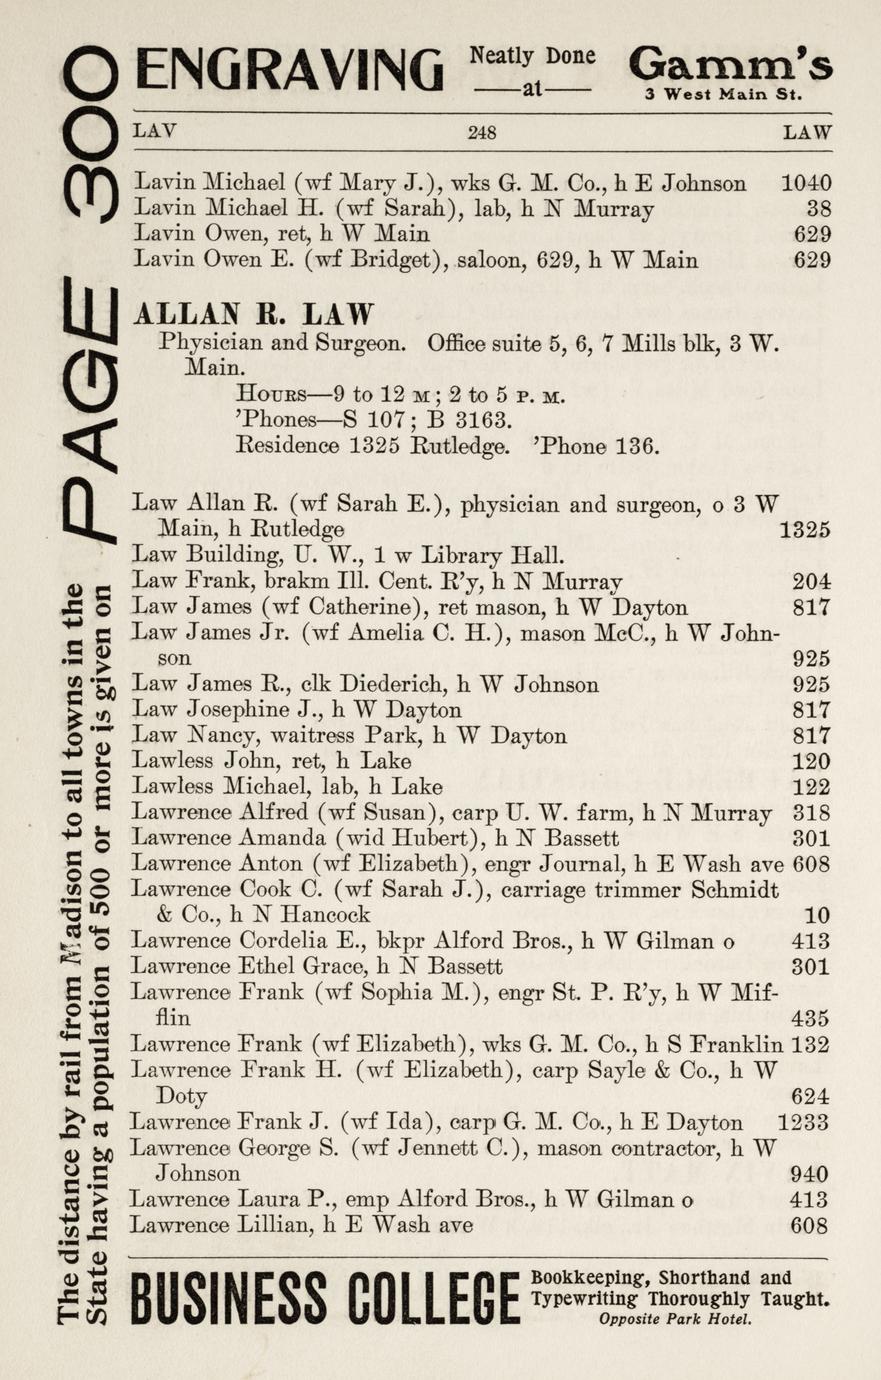 ENGRAVING Neatly Done
—at—
Gamm's
3 West Main St.
LAV 248 LAW
Lavin Michael (wf Mary J.), wks G. M. Co., h E Johnson 1040
Lavin Michael H. (wf Sarah), lab, h N Murray 38
Lavin Owen, ret, h W Main 629
Lavin Owen E. (wf Bridget), saloon, 629, h W Main 629
ALLAN R. LAW
Physician and Surgeon. Office suite 5, 6, 7 Mills blk, 3 W.
Main.
HOURS—9 to 12 M; 2 to 5 P. M.
'Phones—S 107; B 3163.
Residence 1325 Rutledge. 'Phone 136.
Law Allan R. (wf Sarah E.), physician and surgeon, o 3 W
Main, h Rutledge 1325
Law Building, U. W., 1 w Library Hall.
Law Frank, brakm Ill. Cent. R'y, h N Murray 204
Law James (wf Catherine), ret mason, h W Dayton 817
Law James Jr. (wf Amelia C. H.), mason McC., h W John-
son 925
Law James R., clk Diederich, h W Johnson 925
Law Josephine J., h W Dayton 817
Law Nancy, waitress Park, h W Dayton 817
Lawless John, ret, h Lake 120
Lawless Michael, lab, h Lake 122
Lawrence Alfred (wf Susan), carp U. W. farm, h N Murray 318
Lawrence Amanda (wid Hubert), h N Bassett 301
Lawrence Anton (wf Elizabeth), engr Journal, h E Wash ave 608
Lawrence Cook C. (wf Sarah J.), carriage trimmer Schmidt
& Co., h N Hancock 10
Lawrence Cordelia E., bkpr Alford Bros., h W Gilman o 413
Lawrence Ethel Grace, h N Bassett 301
Lawrence Frank (wf Sophia M.), engr St. P. R'y, h W Mif-
flin 435
Lawrence Frank (wf Elizabeth), wks G. M. Co., h S Franklin 132
Lawrence Frank H. (wf Elizabeth), carp Sayle & Co., h W
Doty 624
Lawrence Frank J. (wf Ida), carp G. M. Co., h E Dayton 1233
Lawrence George S. (wf Jennett C.), mason contractor, h W
Johnson 940
Lawrence Laura P., emp Alford Bros., h W Gilman o 413
Lawrence Lillian, h E Wash ave 608
BUSINESS COLLEGE Bookkeeping, Shorthand and
Typewriting Thoroughly Taught.
Opposite Park Hotel.
The distance by rail from Madison to all towns in the
State having a population of 500 or more is given on
PAGE 300